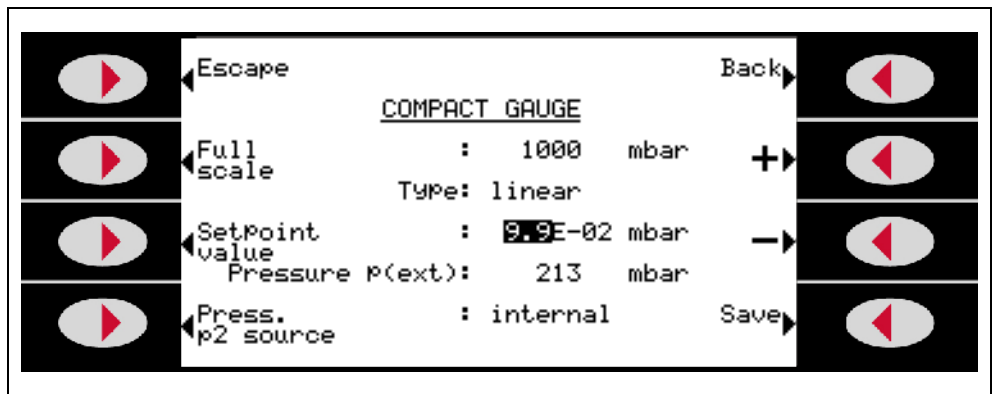 Escape Back
COMPACT GAUGE
Full scale : 1000 mbar +
Type: linear
Setpoint value : 9.9E-02 mbar −
Pressure p(ext): 213 mbar
Press. p2 source : internal Save